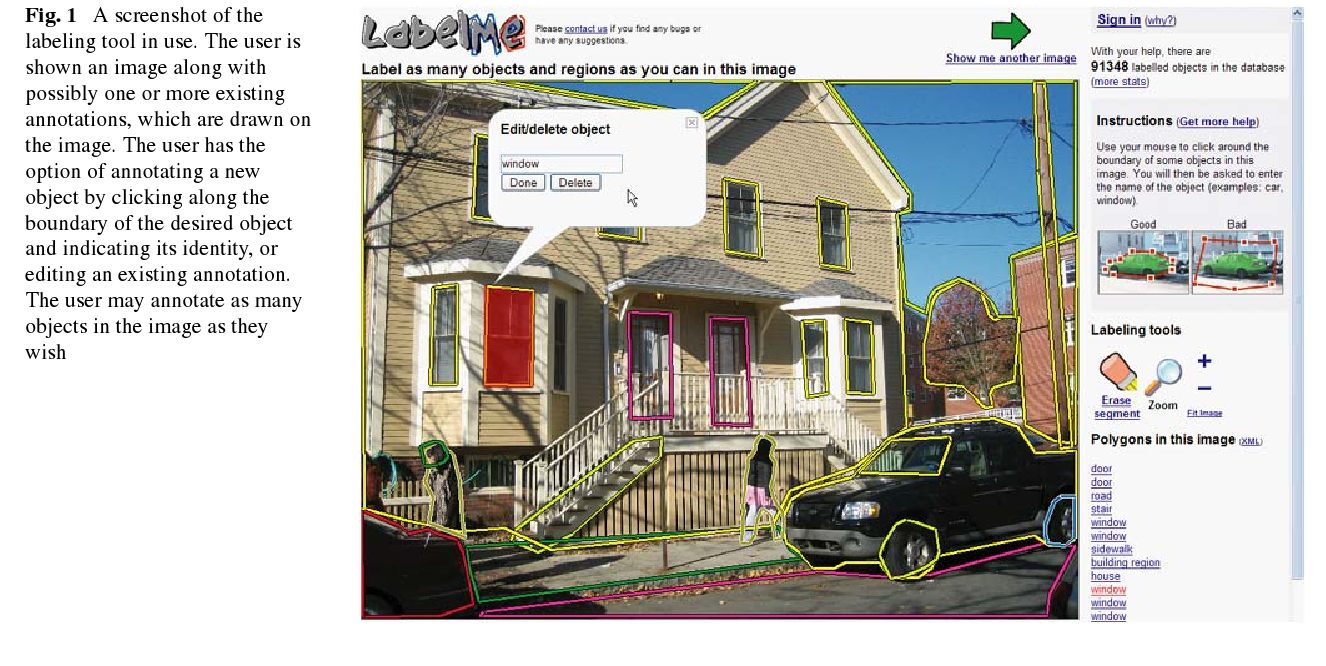 Fig. 1 A screenshot of the
labeling tool in use. The user is
shown an image along with
possibly one or more existing
annotations, which are drawn on
the image. The user has the
option of annotating a new
object by clicking along the
boundary of the desired object
and indicating its identity, or
editing an existing annotation.
The user may annotate as many
objects in the image as they
wish
LabelMe
Please contact us if you find any bugs or
have any suggestions.
Show me another image
Label as many objects and regions as you can in this image
Edit/delete object
window
Done Delete
Sign in (why?)
With your help, there are
91348 labelled objects in the database
(more stats)
Instructions (Get more help)
Use your mouse to click around the
boundary of some objects in this
image. You will then be asked to enter
the name of the object (examples: car,
window).
Good Bad
Labeling tools
Erase
segment
Zoom
Fit Image
Polygons in this image (XML)
door
door
road
stair
window
window
sidewalk
building region
house
window
window
window